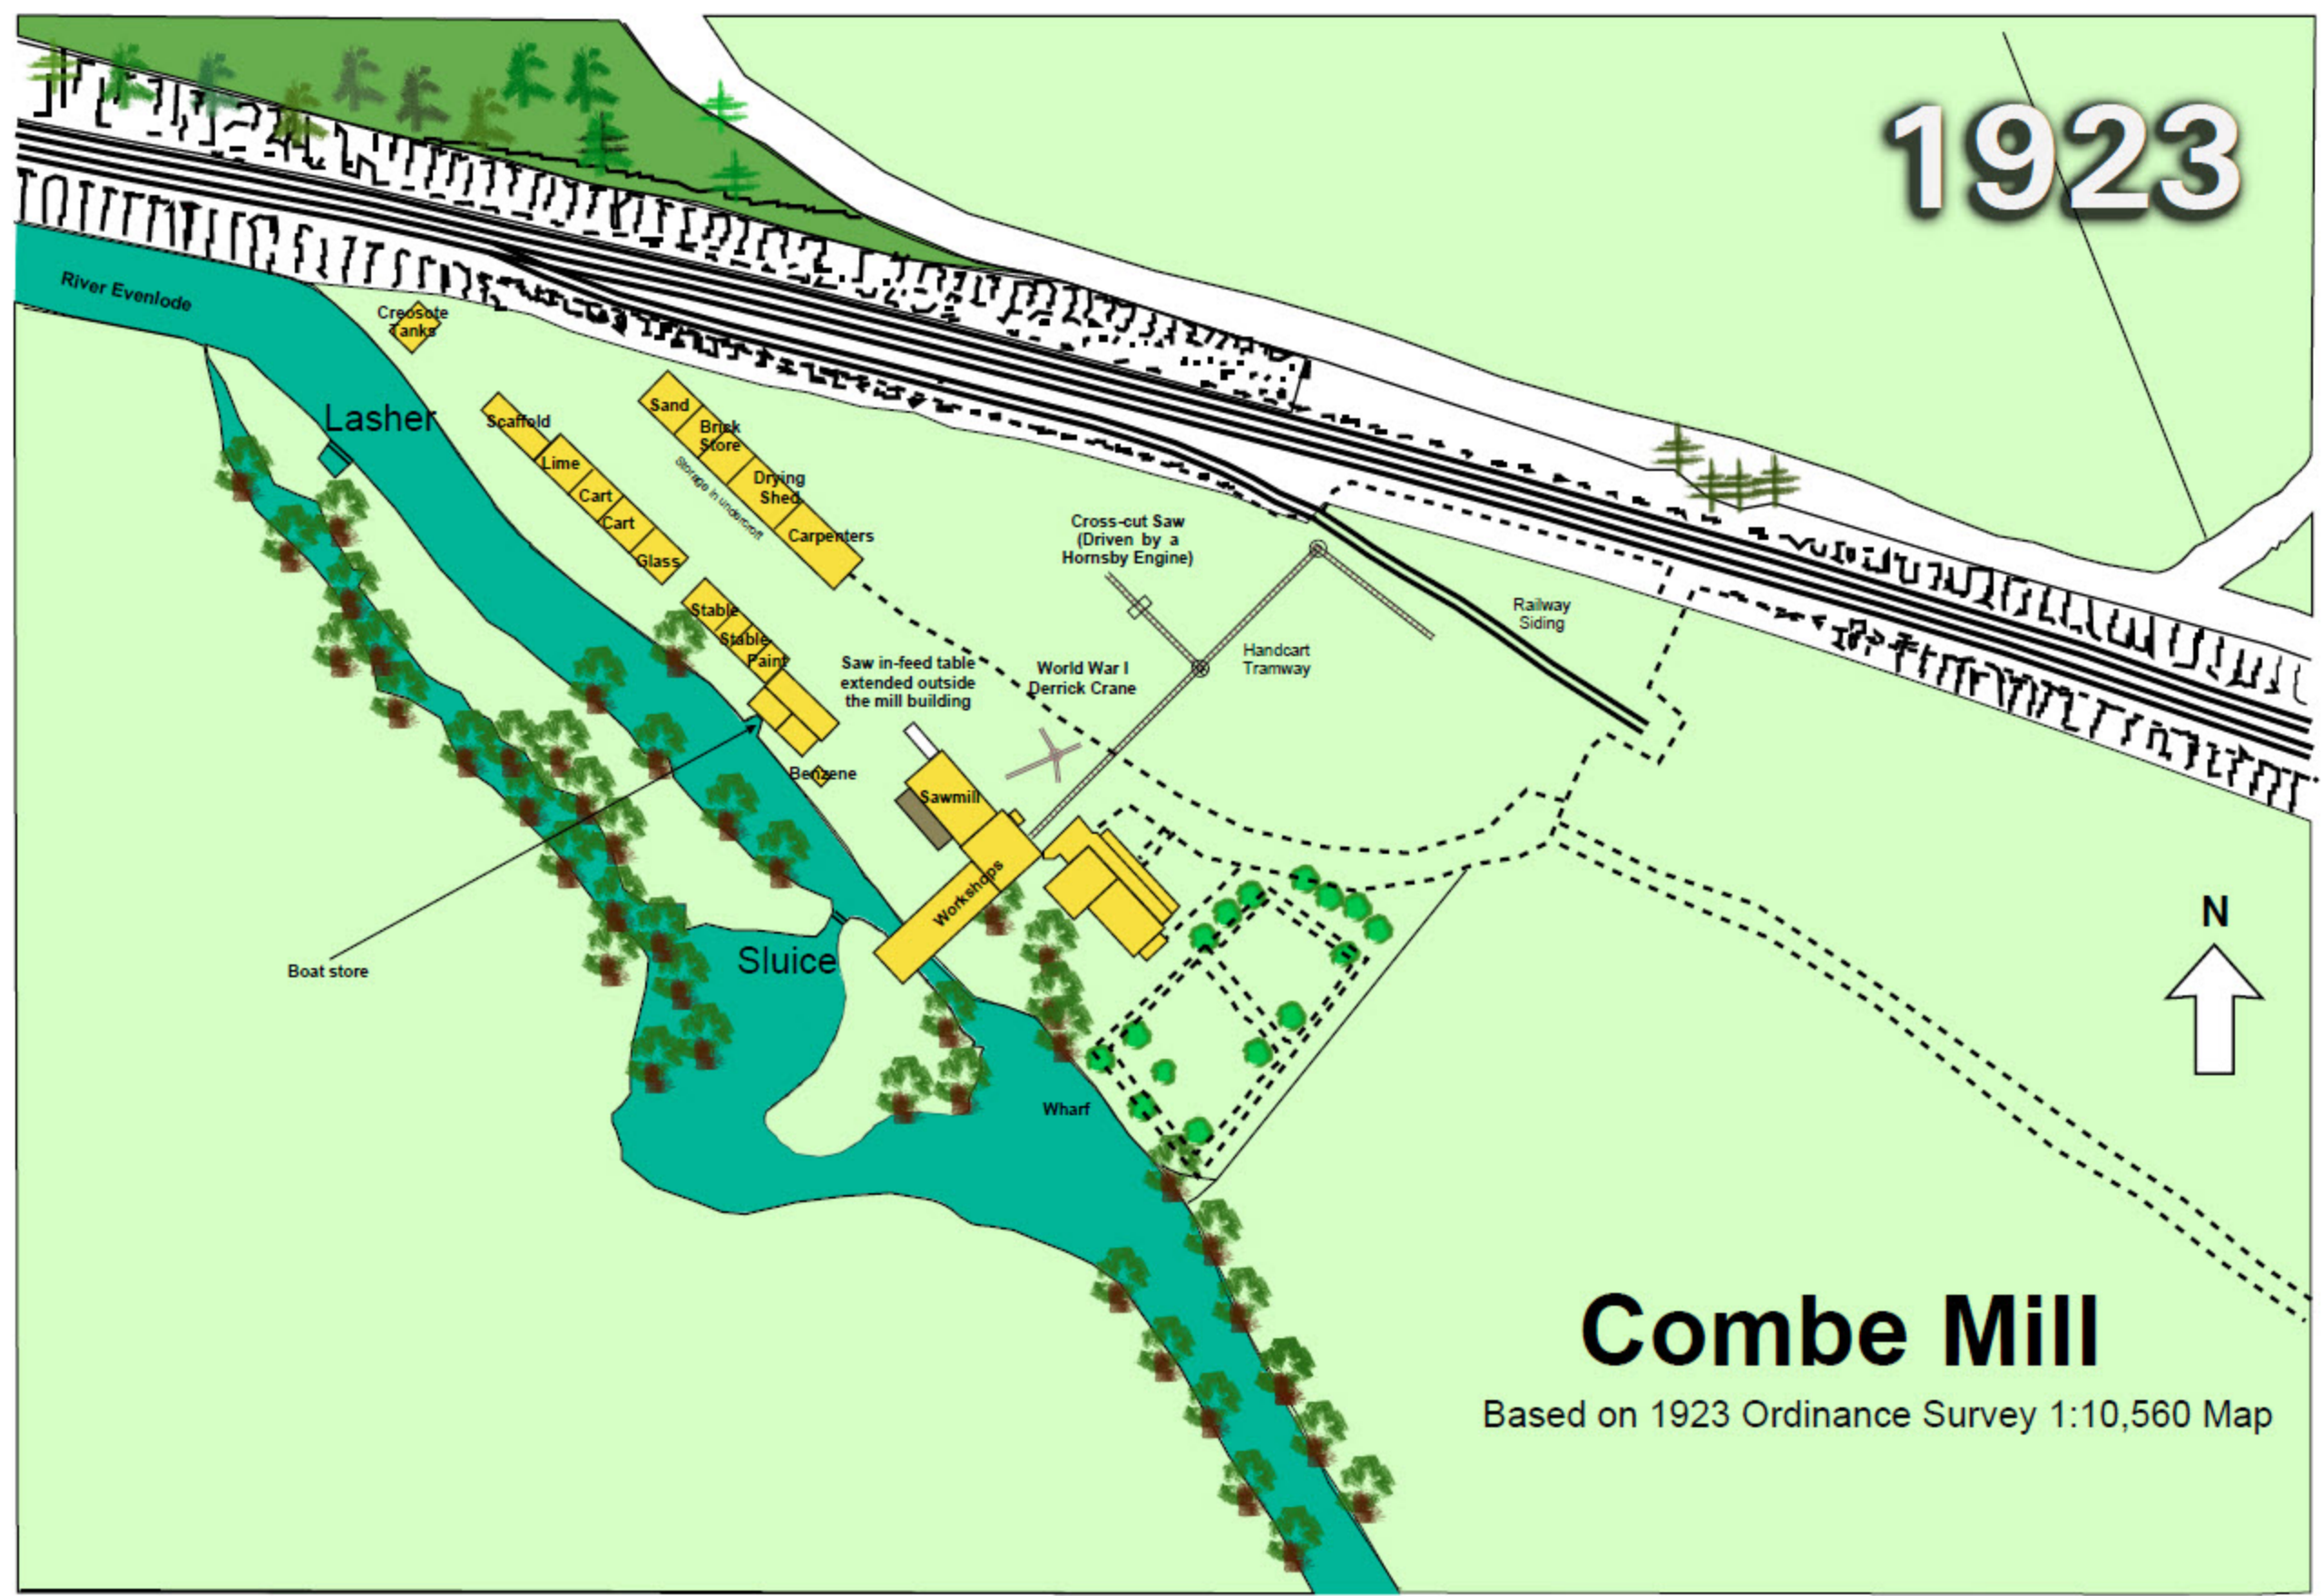 1923
River Evenlode
Creosote
Tanks
Lasher
Scaffold
Lime
Cart
Cart
Glass
Sand
Brick
Store
Drying
Shed
Carpenters
Storage in undercroft
Stable
Stable
Paint
Cross-cut Saw
(Driven by a
Hornsby Engine)
Railway
Siding
Handcart
Tramway
World War I
Derrick Crane
Saw in-feed table
extended outside
the mill building
Benzene
Sawmill
Workshops
Boat store
Sluice
Wharf
N
Combe Mill
Based on 1923 Ordinance Survey 1:10,560 Map